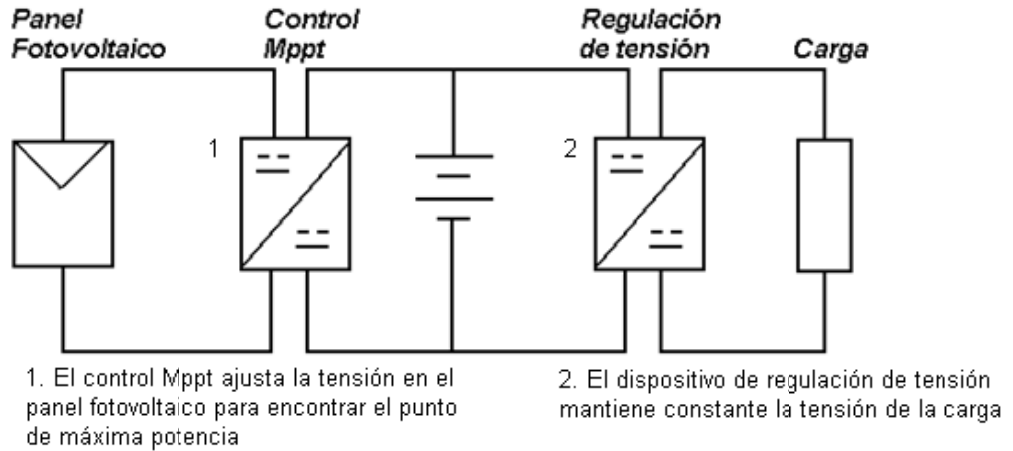 Panel
Fotovoltaico
Control
Mppt
Regulación
de tensión
Carga
1
2
1. El control Mppt ajusta la tensión en el
panel fotovoltaico para encontrar el punto
de máxima potencia
2. El dispositivo de regulación de tensión
mantiene constante la tensión de la carga